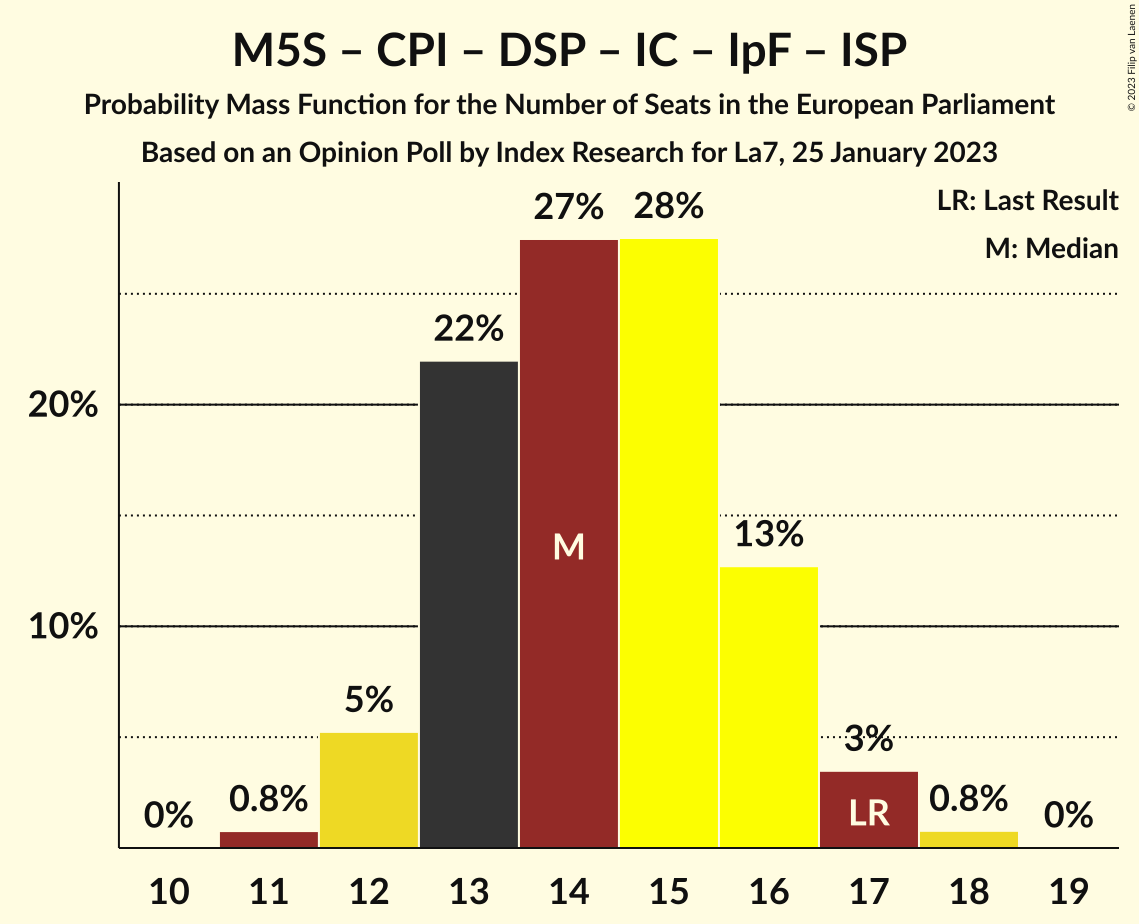 M5S – CPI – DSP – IC – IpF – ISP
Probability Mass Function for the Number of Seats in the European Parliament
Based on an Opinion Poll by Index Research for La7, 25 January 2023
© 2023 Filip van Laenen
LR: Last Result
M: Median
27%
28%
22%
20%
13%
M
10%
5%
3%
0%
0.8%
LR
0.8%
0%
10
11
12
13
14
15
16
17
18
19